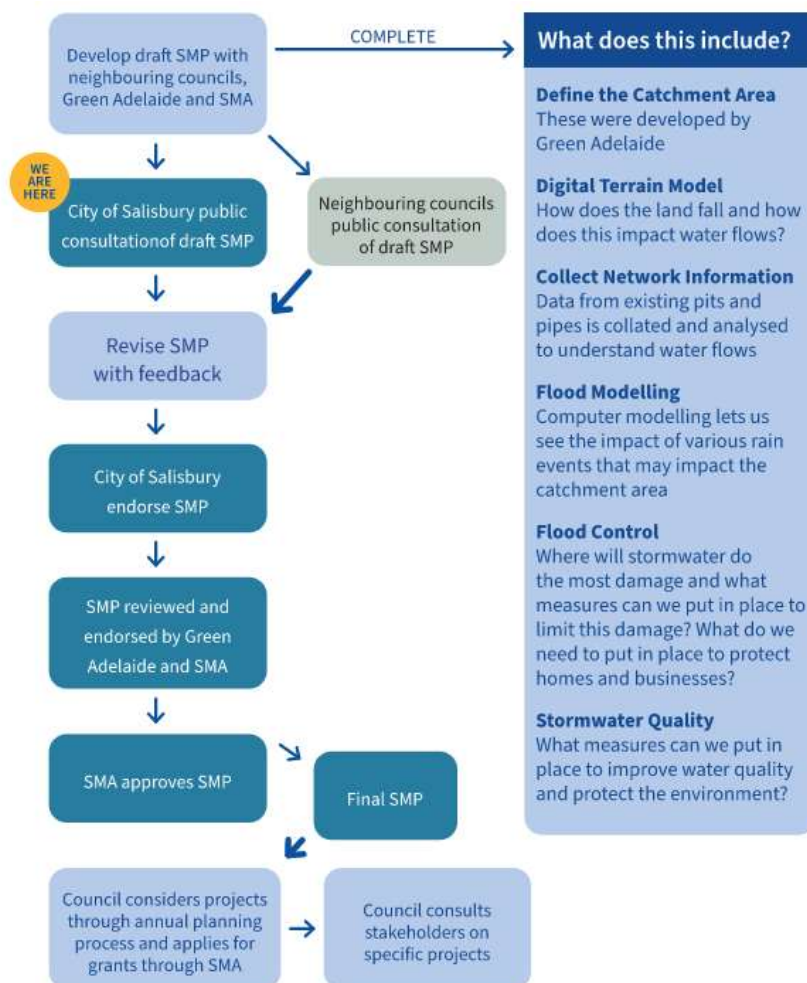 Develop draft SMP with
neighbouring councils,
Green Adelaide and SMA
COMPLETE
WE
ARE
HERE
City of Salisbury public
consultationof draft SMP
Neighbouring councils
public consultation
of draft SMP
Revise SMP
with feedback
City of Salisbury
endorse SMP
SMP reviewed and
endorsed by Green
Adelaide and SMA
SMA approves SMP
Final SMP
Council considers projects
through annual planning
process and applies for
grants through SMA
Council consults
stakeholders on
specific projects
What does this include?
Define the Catchment Area
These were developed by
Green Adelaide
Digital Terrain Model
How does the land fall and how
does this impact water flows?
Collect Network Information
Data from existing pits and
pipes is collated and analysed
to understand water flows
Flood Modelling
Computer modelling lets us
see the impact of various rain
events that may impact the
catchment area
Flood Control
Where will stormwater do
the most damage and what
measures can we put in place to
limit this damage? What do we
need to put in place to protect
homes and businesses?
Stormwater Quality
What measures can we put in
place to improve water quality
and protect the environment?